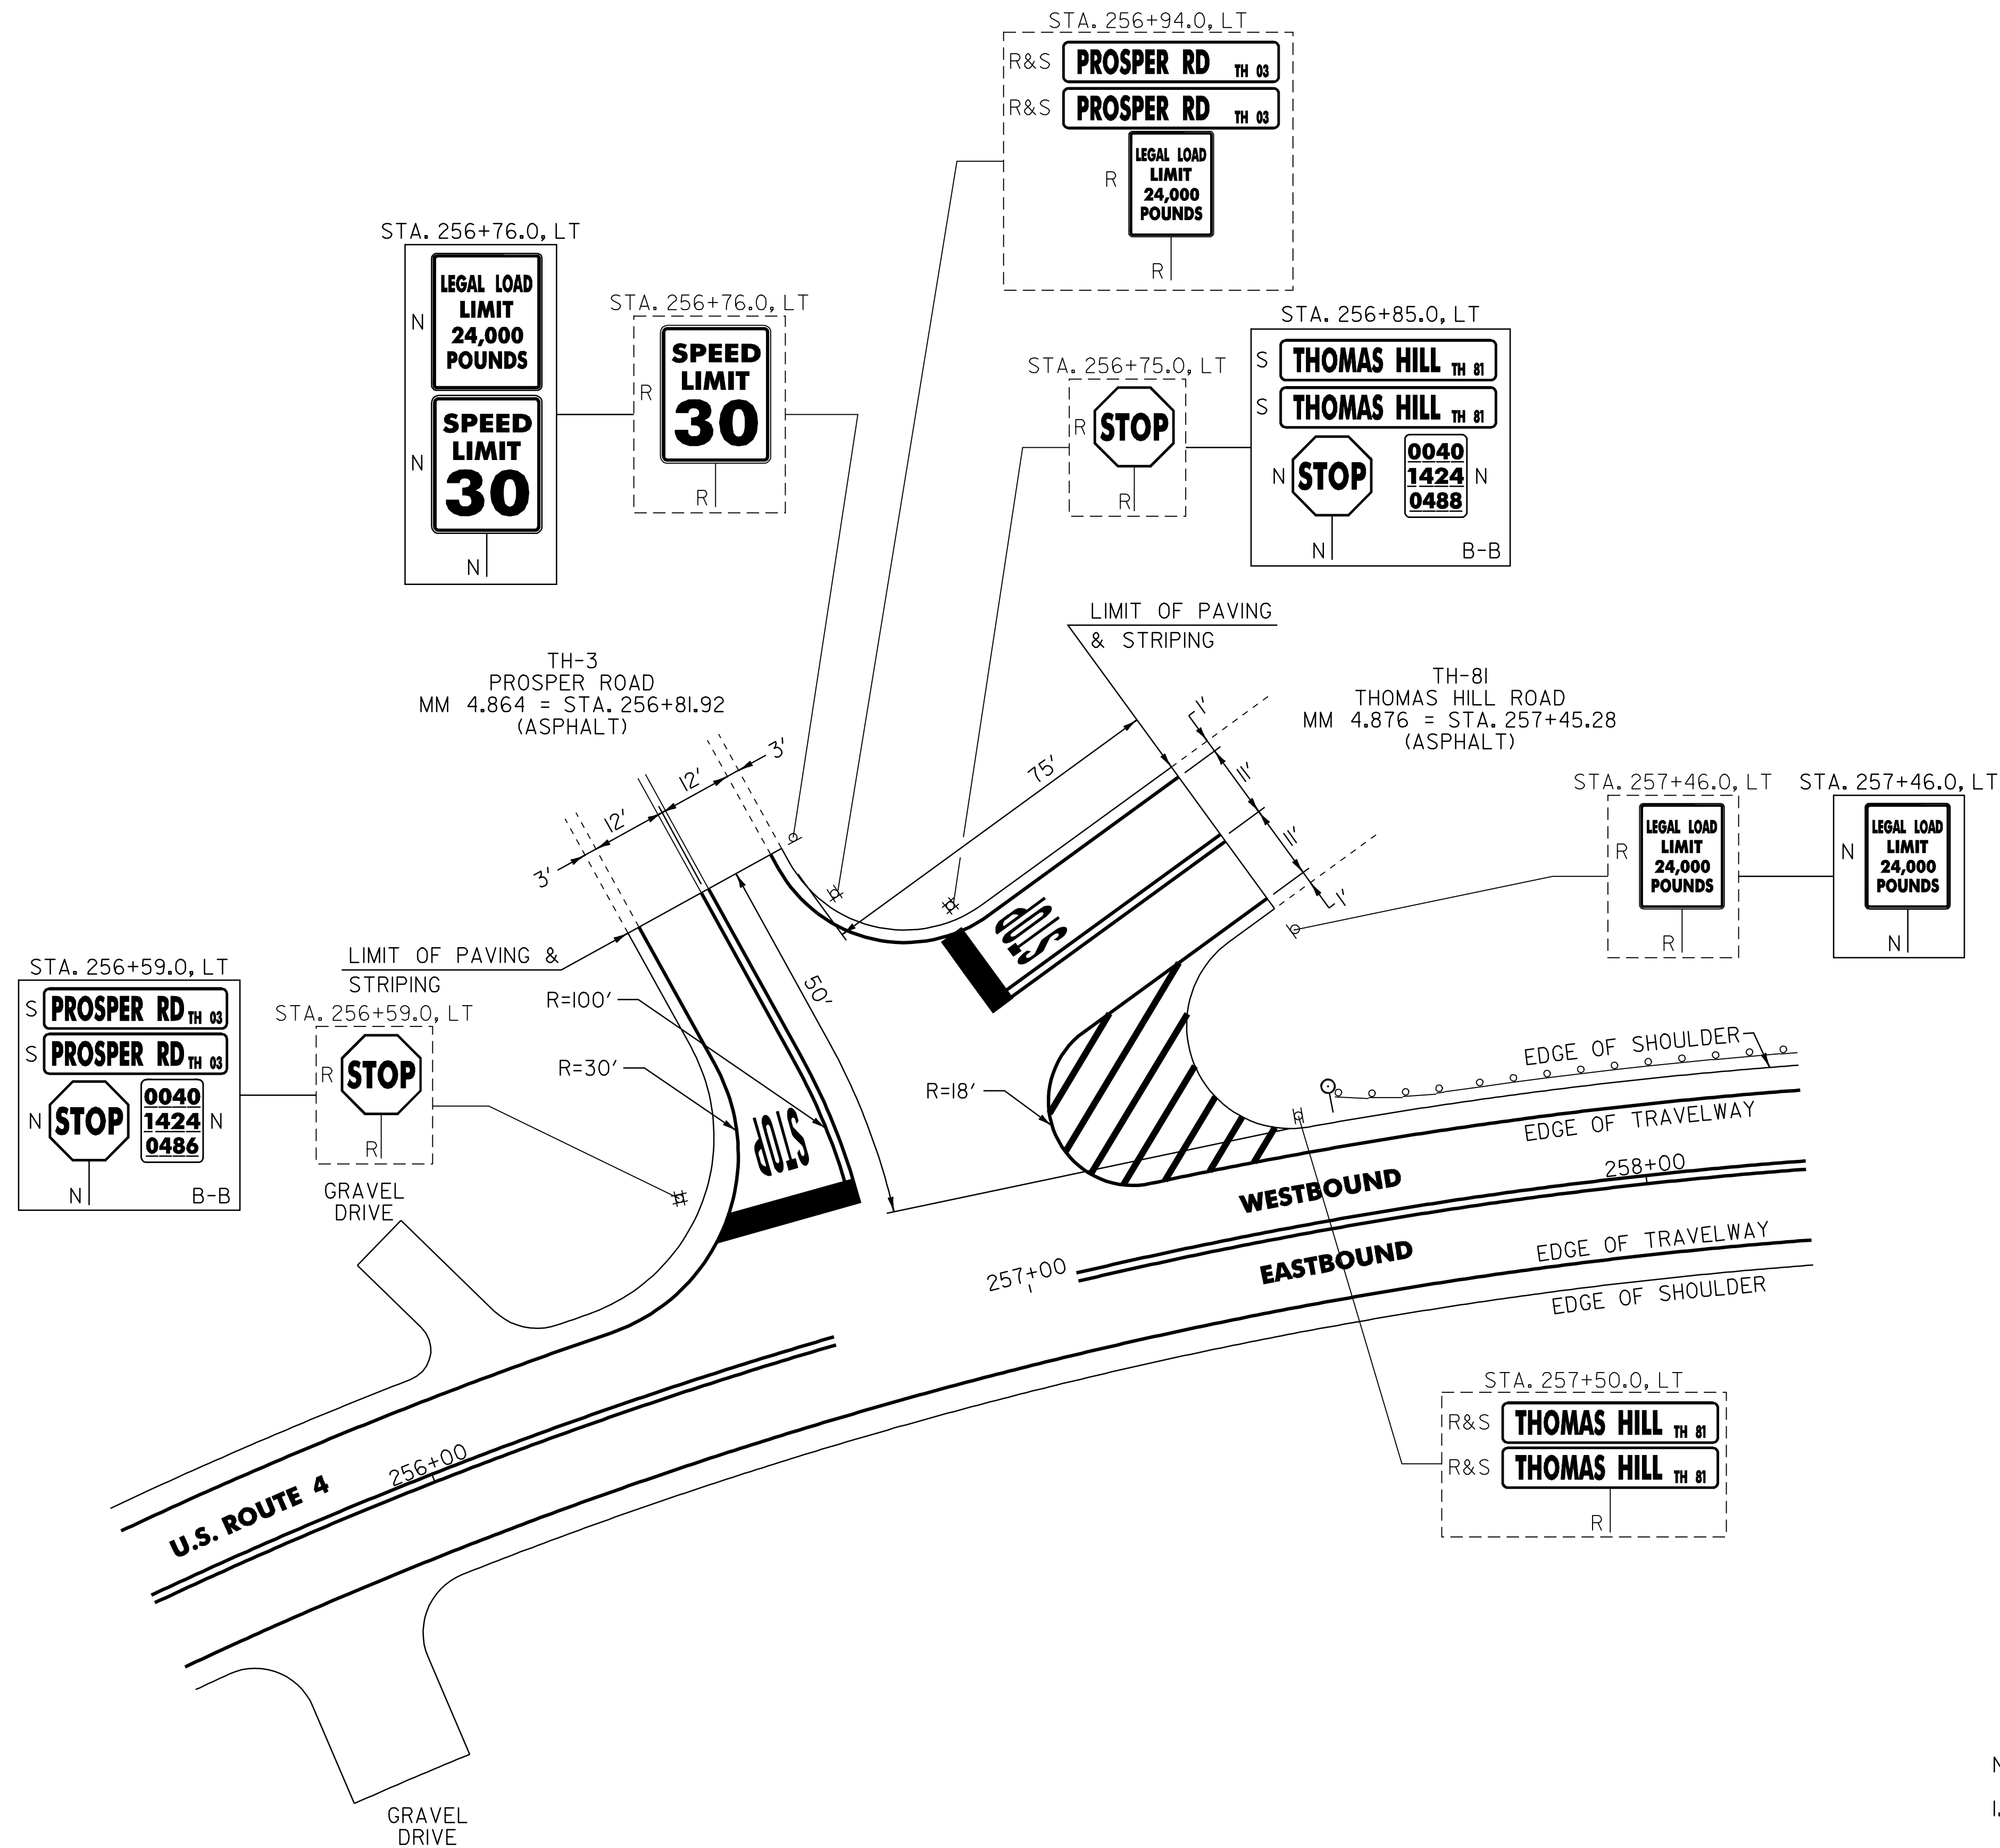 STA. 256+94.0, LT
R&S PROSPER RD TH 03
R&S PROSPER RD TH 03
R
LEGAL LOAD
LIMIT
24,000
POUNDS
R
STA. 256+76.0, LT
N
LEGAL LOAD
LIMIT
24,000
POUNDS
N
SPEED
LIMIT
30
N
STA. 256+76.0, LT
R
SPEED
LIMIT
30
R
STA. 256+75.0, LT
R STOP
R
STA. 256+85.0, LT
S THOMAS HILL TH 81
S THOMAS HILL TH 81
N STOP
0040
1424 N
0488
N B-B
LIMIT OF PAVING
& STRIPING
TH-3
PROSPER ROAD
MM 4.864 = STA. 256+81.92
(ASPHALT)
TH-81
THOMAS HILL ROAD
MM 4.876 = STA. 257+45.28
(ASPHALT)
3'
12'
12'
3'
75'
1'
11'
11'
1'
STA. 257+46.0, LT
R
LEGAL LOAD
LIMIT
24,000
POUNDS
R
STA. 257+46.0, LT
N
LEGAL LOAD
LIMIT
24,000
POUNDS
N
STOP
LIMIT OF PAVING &
STRIPING
50'
R=100'
R=30'
R=18'
STOP
STA. 256+59.0, LT
S PROSPER RD TH 03
S PROSPER RD TH 03
N STOP
0040
1424 N
0486
N B-B
STA. 256+59.0, LT
R STOP
R
GRAVEL
DRIVE
EDGE OF SHOULDER
EDGE OF TRAVELWAY
258+00
WESTBOUND
257+00
EASTBOUND
EDGE OF TRAVELWAY
EDGE OF SHOULDER
STA. 257+50.0, LT
R&S THOMAS HILL TH 81
R&S THOMAS HILL TH 81
R
256+00
U.S. ROUTE 4
GRAVEL
DRIVE
1.